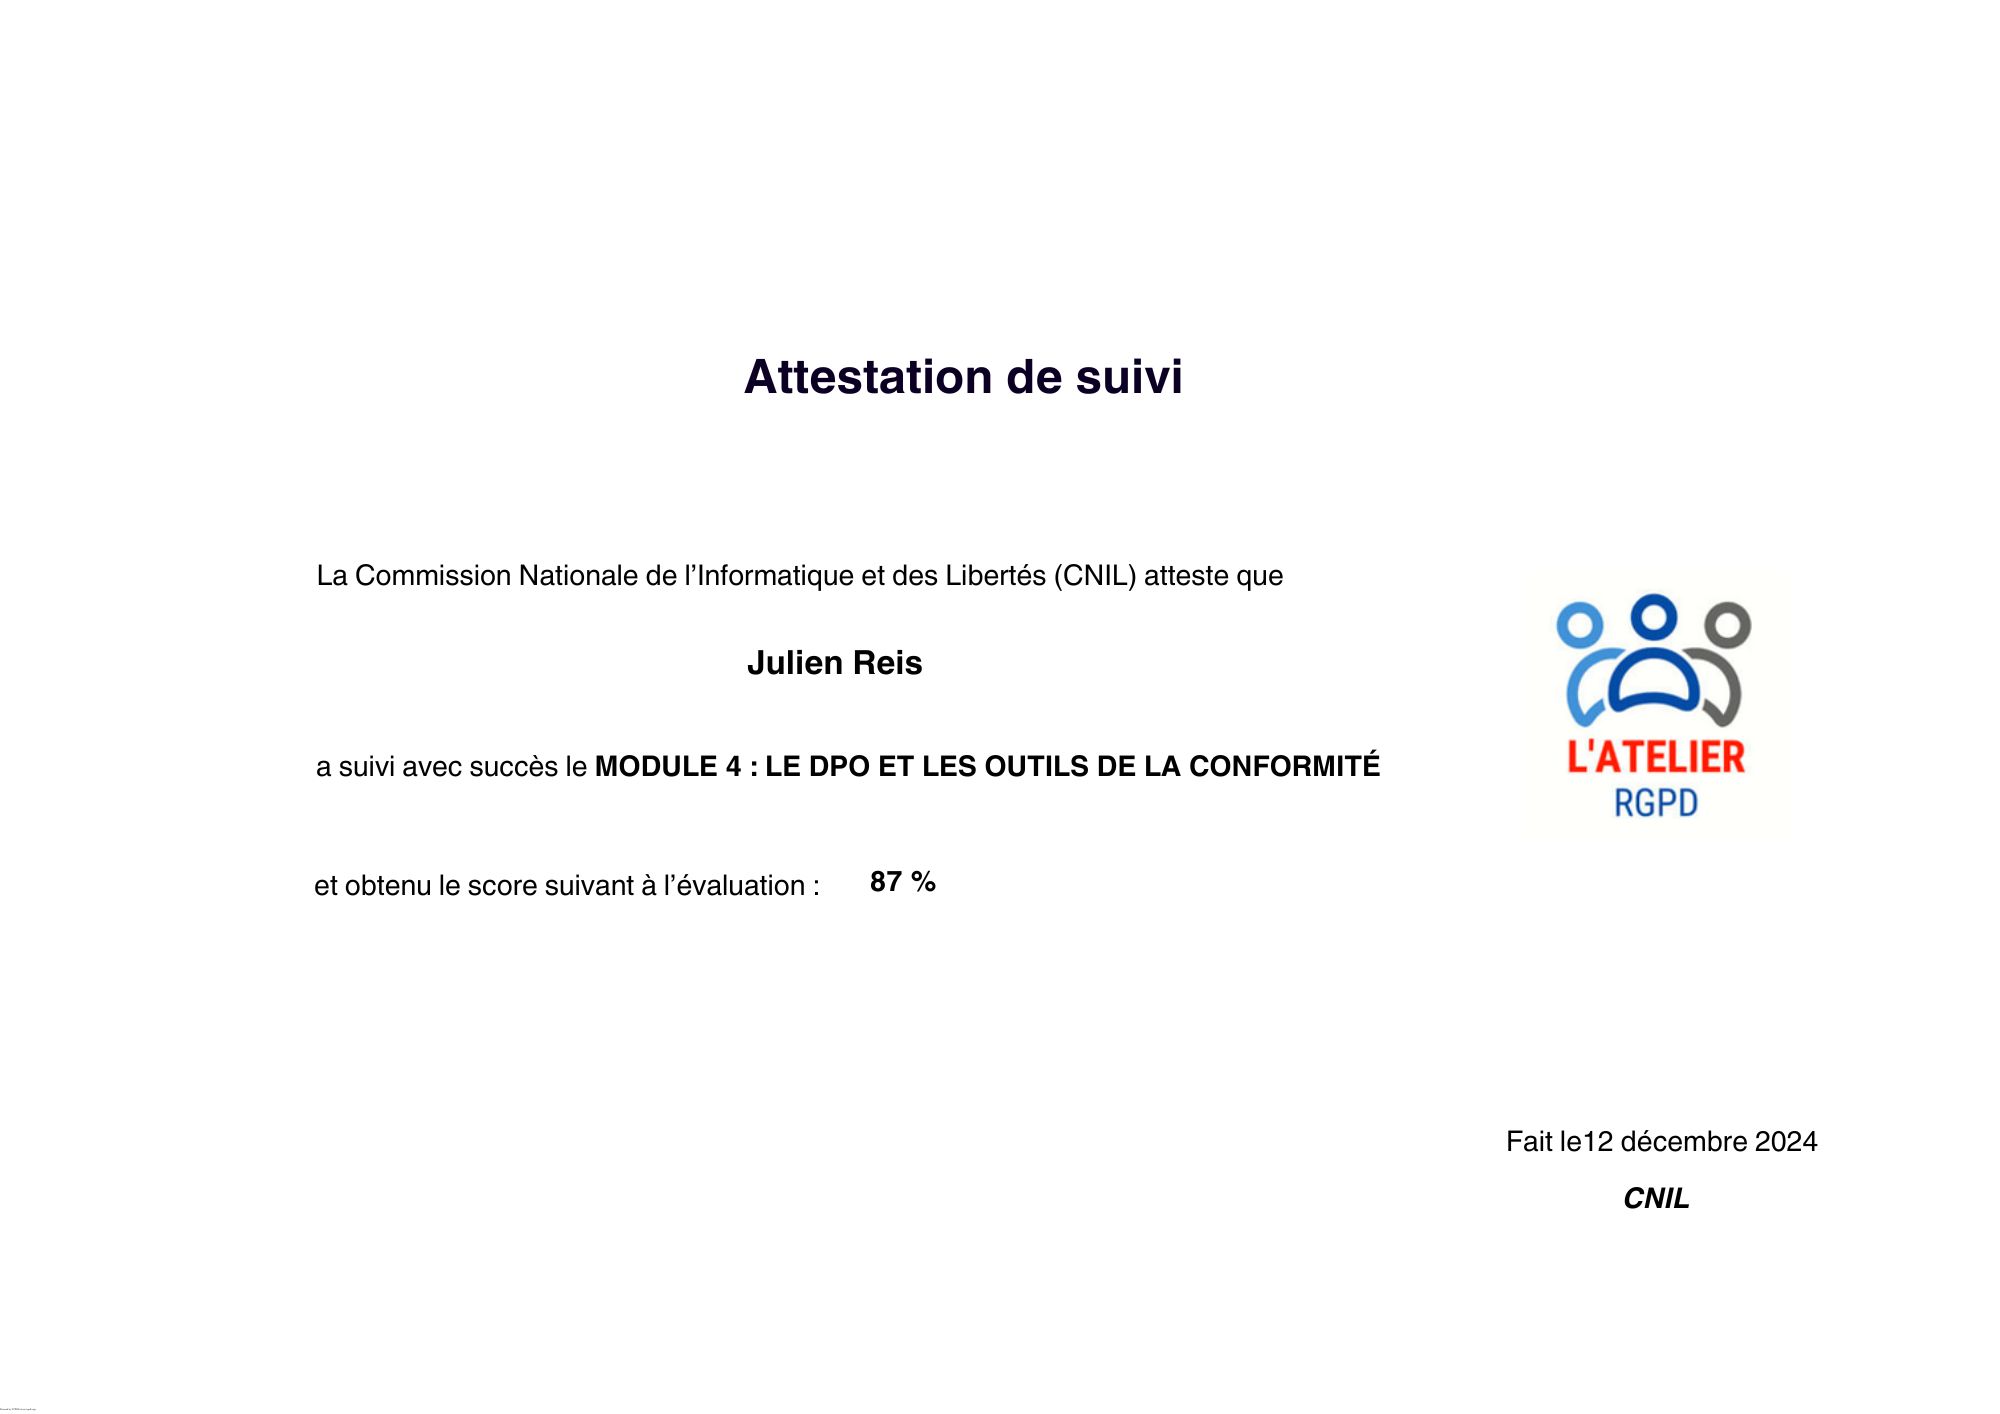 Attestation de suivi
La Commission Nationale de l’Informatique et des Libertés (CNIL) atteste que
Julien Reis
a suivi avec succès le MODULE 4 : LE DPO ET LES OUTILS DE LA CONFORMITÉ
L'ATELIER
RGPD
et obtenu le score suivant à l’évaluation : 87 %
Fait le12 décembre 2024
CNIL